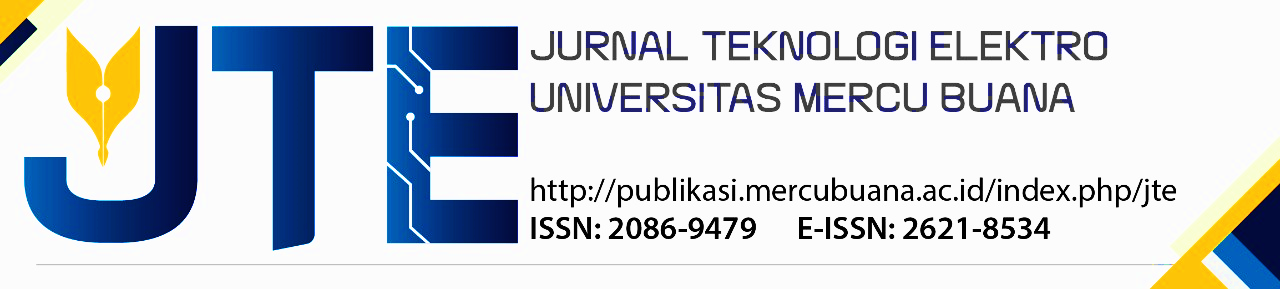 JTE
JURNAL TEKNOLOGI ELEKTRO
UNIVERSITAS MERCU BUANA
http://publikasi.mercubuana.ac.id/index.php/jte
ISSN: 2086-9479 E-ISSN: 2621-8534